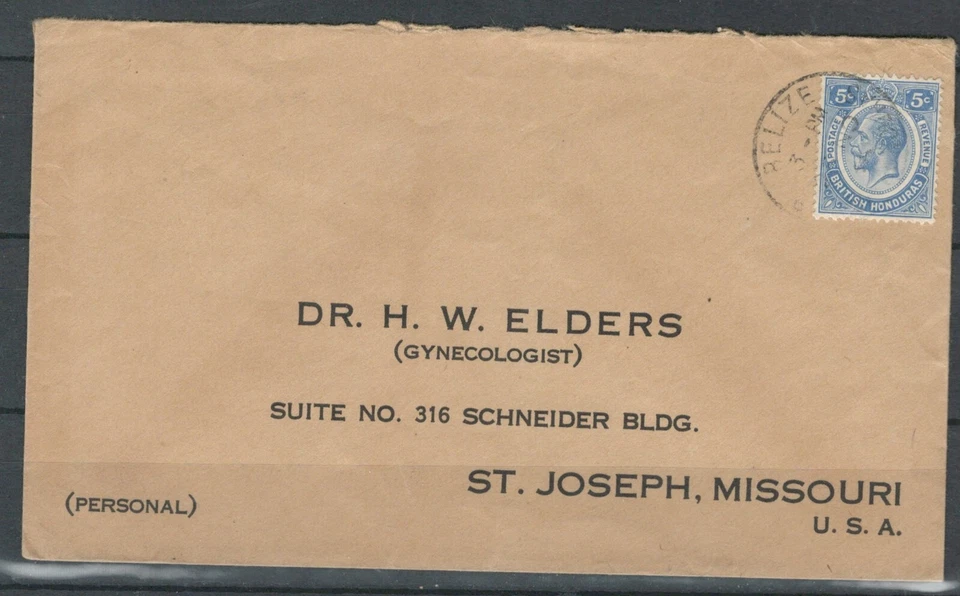 BELIZE
PM
5c 5c
POSTAGE REVENUE
BRITISH HONDURAS
DR. H. W. ELDERS
(GYNECOLOGIST)
SUITE NO. 316 SCHNEIDER BLDG.
ST. JOSEPH, MISSOURI
(PERSONAL)
U. S. A.